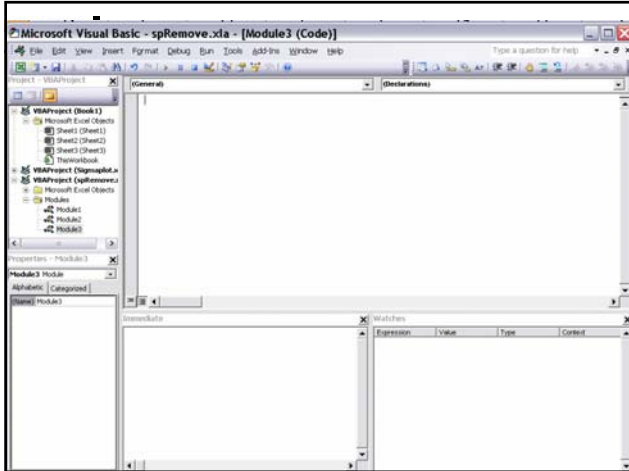 Microsoft Visual Basic - spRemove.xla - [Module3 (Code)]
File Edit View Insert Format Debug Run Tools Add-Ins Window Help
Type a question for help
Project - VBAProject
(General)
(Declarations)
VBAProject (Book1)
Microsoft Excel Objects
Sheet1 (Sheet1)
Sheet2 (Sheet2)
Sheet3 (Sheet3)
ThisWorkbook
VBAProject (Sigmaplot.x
VBAProject (spRemove.x
Microsoft Excel Objects
Modules
Module1
Module2
Module3
Properties - Module3
Module3 Module
Alphabetic Categorized
(Name) Module3
Immediate
Watches
Expression Value Type Context